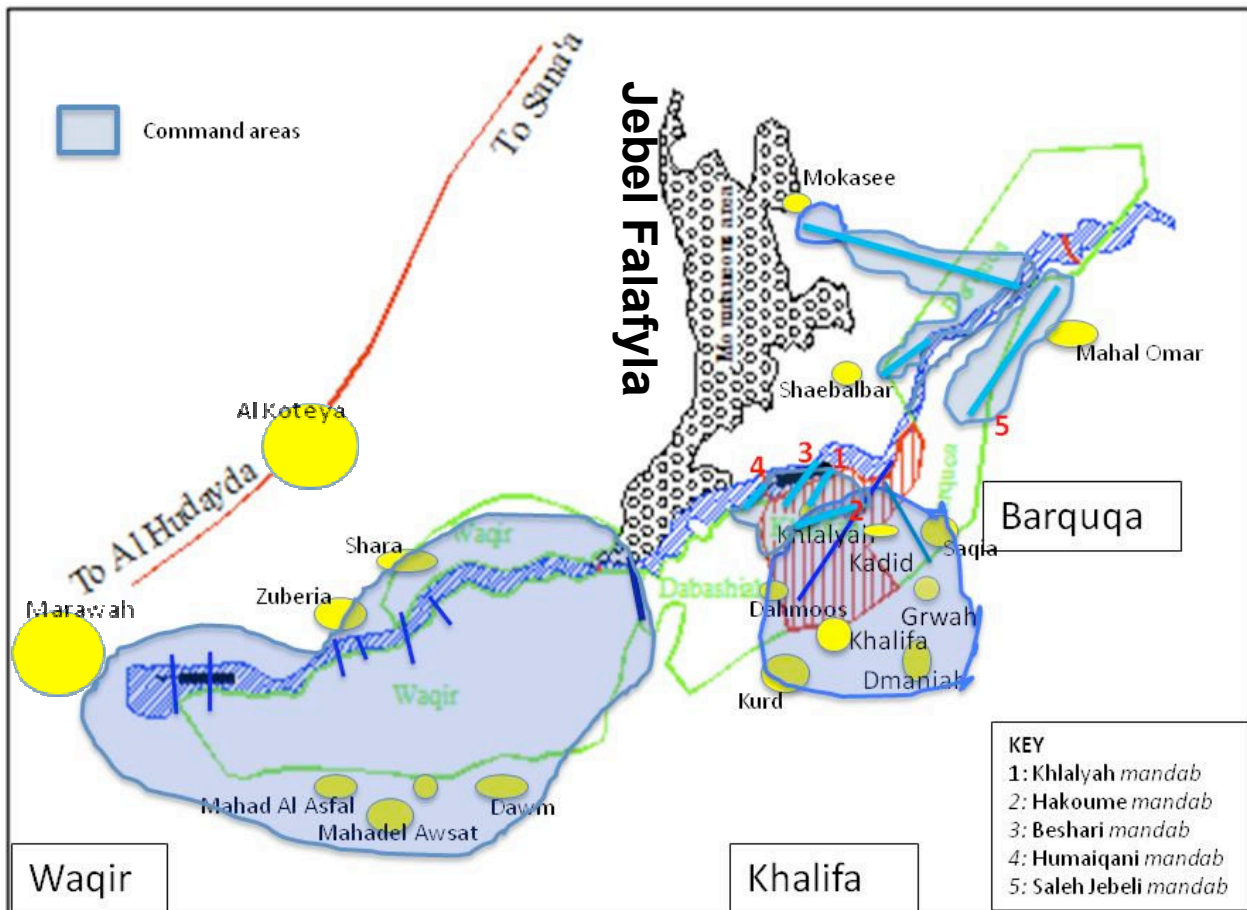 To Sana'a
Command areas
Jebel Falafyla
Mountainous area
Mokasee
Mahal Omar
Shaebalbar
5
Al Koteya
3
1
4
2
Barquqa
Waqir
Khlalyah
Saqia
Kadid
Shara
To Al Hudayda
Dabashiah
Zuberia
Dahmoos
Grwah
Marawah
Khalifa
Waqir
Dmaniah
Kurd
Mahad Al Asfal
Dawm
Mahadel Awsat
Waqir
Khalifa
KEY
1: Khlalyah mandab
2: Hakoume mandab
3: Beshari mandab
4: Humaiqani mandab
5: Saleh Jebeli mandab